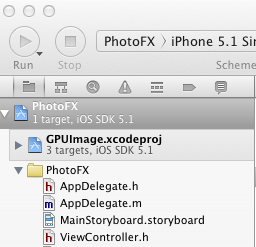 PhotoFX
iPhone 5.1 Sin
Run
Stop
Scheme
PhotoFX
1 target, iOS SDK 5.1
GPUImage.xcodeproj
3 targets, iOS SDK 5.1
PhotoFX
AppDelegate.h
AppDelegate.m
MainStoryboard.storyboard
ViewController.h